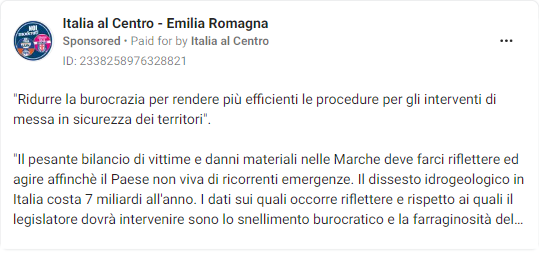 Italia al Centro - Emilia Romagna
Sponsored • Paid for by Italia al Centro
ID: 2338258976328821
"Ridurre la burocrazia per rendere più efficienti le procedure per gli interventi di
messa in sicurezza dei territori".
"Il pesante bilancio di vittime e danni materiali nelle Marche deve farci riflettere ed
agire affinchè il Paese non viva di ricorrenti emergenze. Il dissesto idrogeologico in
Italia costa 7 miliardi all'anno. I dati sui quali occorre riflettere e rispetto ai quali il
legislatore dovrà intervenire sono lo snellimento burocratico e la farraginosità del...